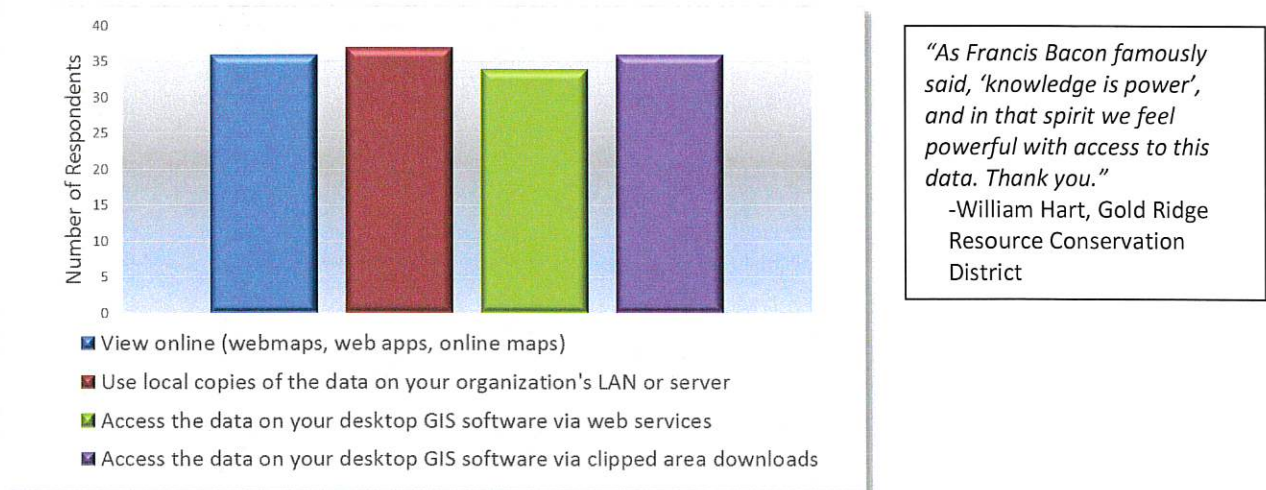 40
35
30
25
20
15
10
5
0
Number of Respondents
View online (webmaps, web apps, online maps)
Use local copies of the data on your organization's LAN or server
Access the data on your desktop GIS software via web services
Access the data on your desktop GIS software via clipped area downloads
“As Francis Bacon famously
said, ‘knowledge is power’,
and in that spirit we feel
powerful with access to this
data. Thank you.”
-William Hart, Gold Ridge
Resource Conservation
District